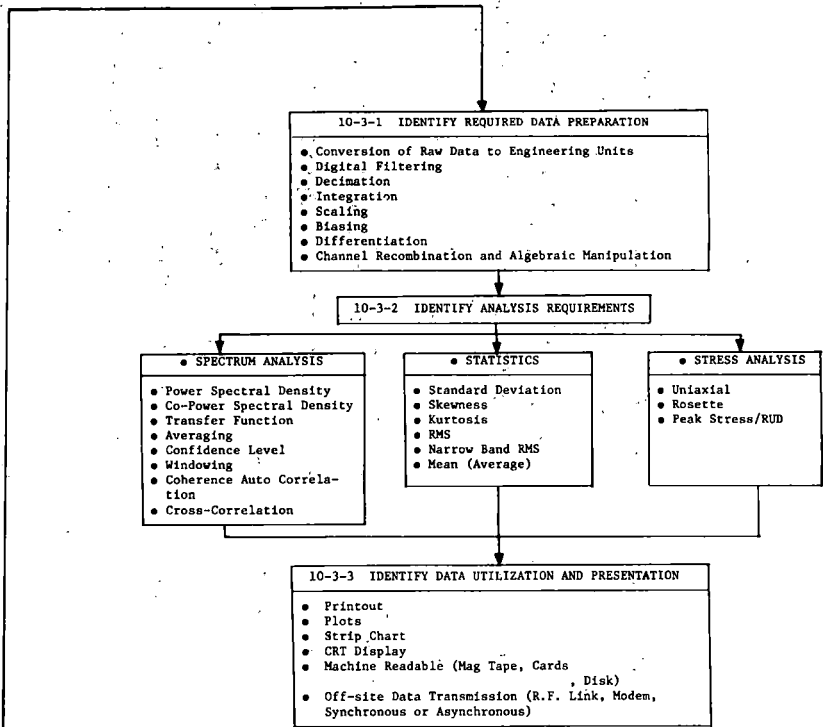 10-3-1 IDENTIFY REQUIRED DATA PREPARATION
● Conversion of Raw Data to Engineering Units
● Digital Filtering
● Decimation
● Integration
● Scaling
● Biasing
● Differentiation
● Channel Recombination and Algebraic Manipulation
10-3-2 IDENTIFY ANALYSIS REQUIREMENTS
● SPECTRUM ANALYSIS
● Power Spectral Density
● Co-Power Spectral Density
● Transfer Function
● Averaging
● Confidence Level
● Windowing
● Coherence Auto Correla-
tion
● Cross-Correlation
● STATISTICS
● Standard Deviation
● Skewness
● Kurtosis
● RMS
● Narrow Band RMS
● Mean (Average)
● STRESS ANALYSIS
● Uniaxial
● Rosette
● Peak Stress/RUD
10-3-3 IDENTIFY DATA UTILIZATION AND PRESENTATION
● Printout
● Plots
● Strip Chart
● CRT Display
● Machine Readable (Mag Tape, Cards
, Disk)
● Off-site Data Transmission (R.F. Link, Modem,
Synchronous or Asynchronous)